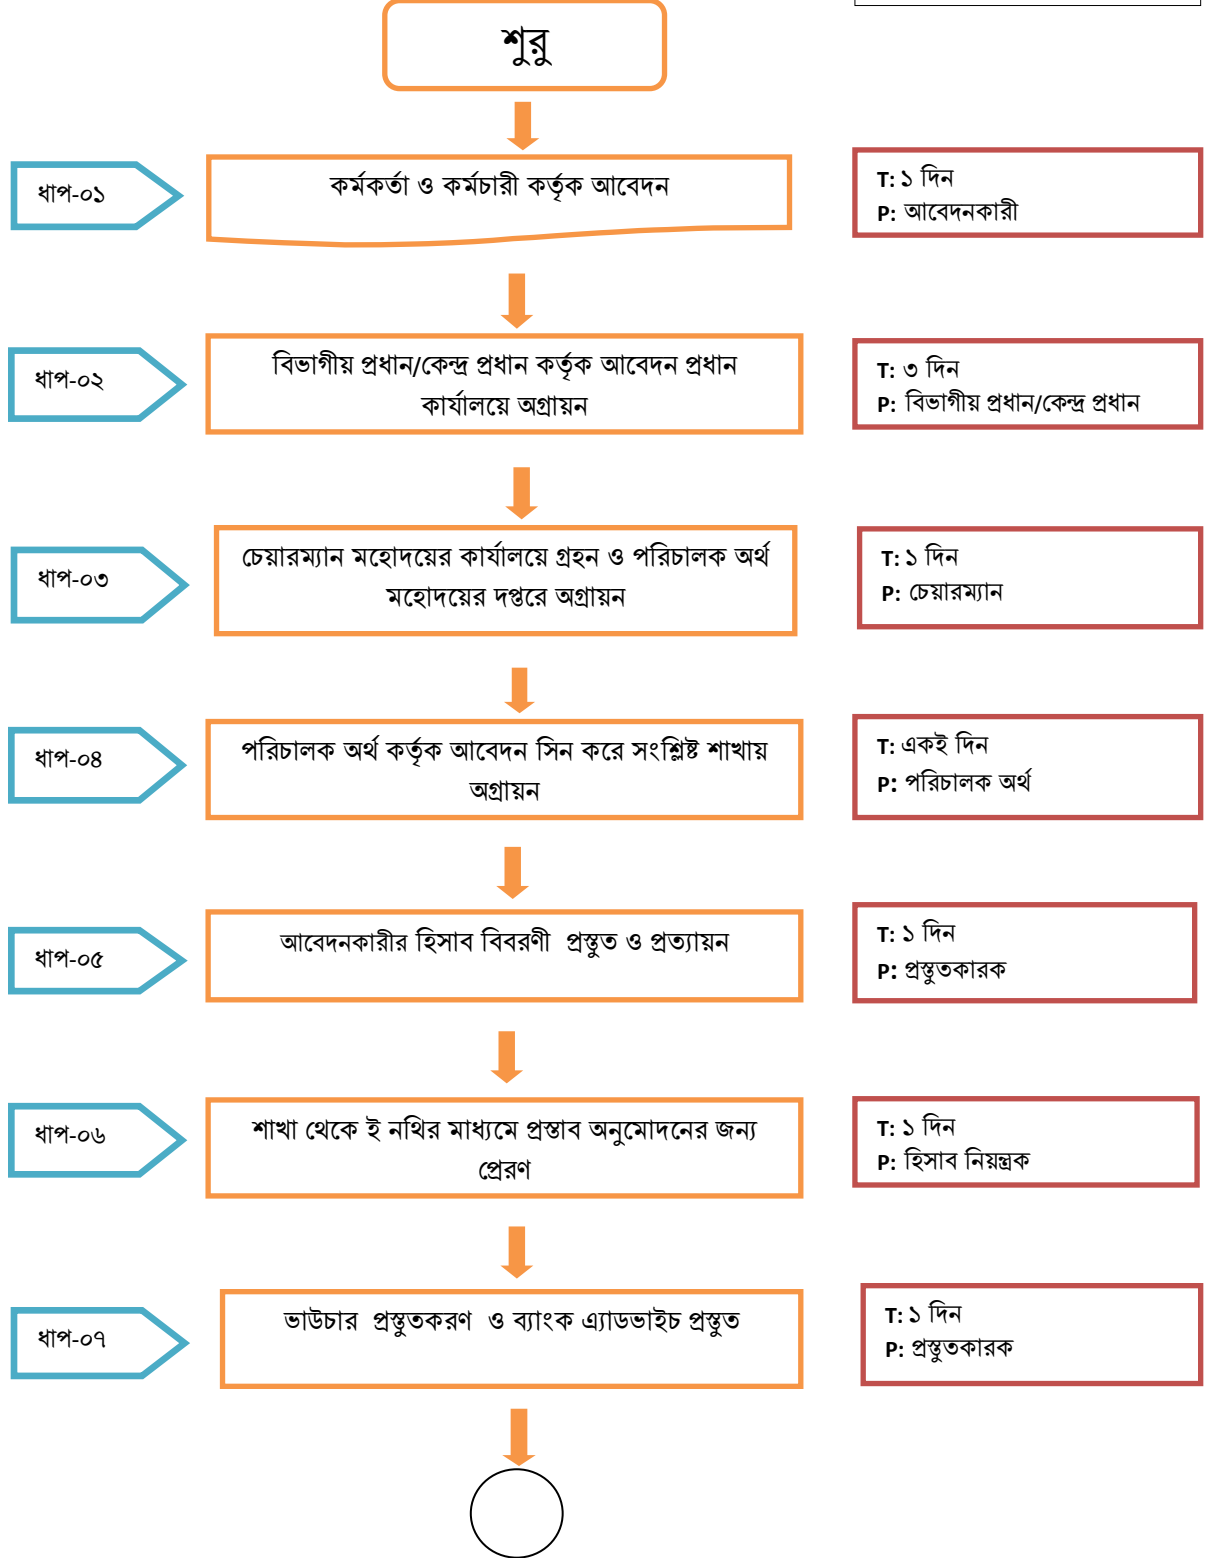 শুরু
ধাপ-০১
কর্মকর্তা ও কর্মচারী কর্তৃক আবেদন
T: ১ দিন
P: আবেদনকারী
ধাপ-০২
বিভাগীয় প্রধান/কেন্দ্র প্রধান কর্তৃক আবেদন প্রধান
কার্যালয়ে অগ্রায়ন
T: ৩ দিন
P: বিভাগীয় প্রধান/কেন্দ্র প্রধান
ধাপ-০৩
চেয়ারম্যান মহোদয়ের কার্যালয়ে গ্রহন ও পরিচালক অর্থ
মহোদয়ের দপ্তরে অগ্রায়ন
T: ১ দিন
P: চেয়ারম্যান
ধাপ-০৪
পরিচালক অর্থ কর্তৃক আবেদন সিন করে সংশ্লিষ্ট শাখায়
অগ্রায়ন
T: একই দিন
P: পরিচালক অর্থ
ধাপ-০৫
আবেদনকারীর হিসাব বিবরণী প্রস্তুত ও প্রত্যায়ন
T: ১ দিন
P: প্রস্তুতকারক
ধাপ-০৬
শাখা থেকে ই নথির মাধ্যমে প্রস্তাব অনুমোদনের জন্য
প্রেরণ
T: ১ দিন
P: হিসাব নিয়ন্ত্রক
ধাপ-০৭
ভাউচার প্রস্তুতকরণ ও ব্যাংক এ্যাডভাইচ প্রস্তুত
T: ১ দিন
P: প্রস্তুতকারক